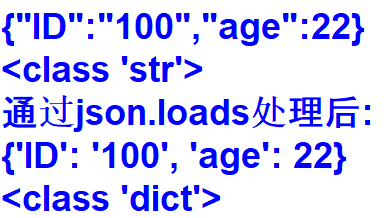 {"ID":"100","age":22}
<class 'str'>
通过json.loads处理后:
{'ID': '100', 'age': 22}
<class 'dict'>